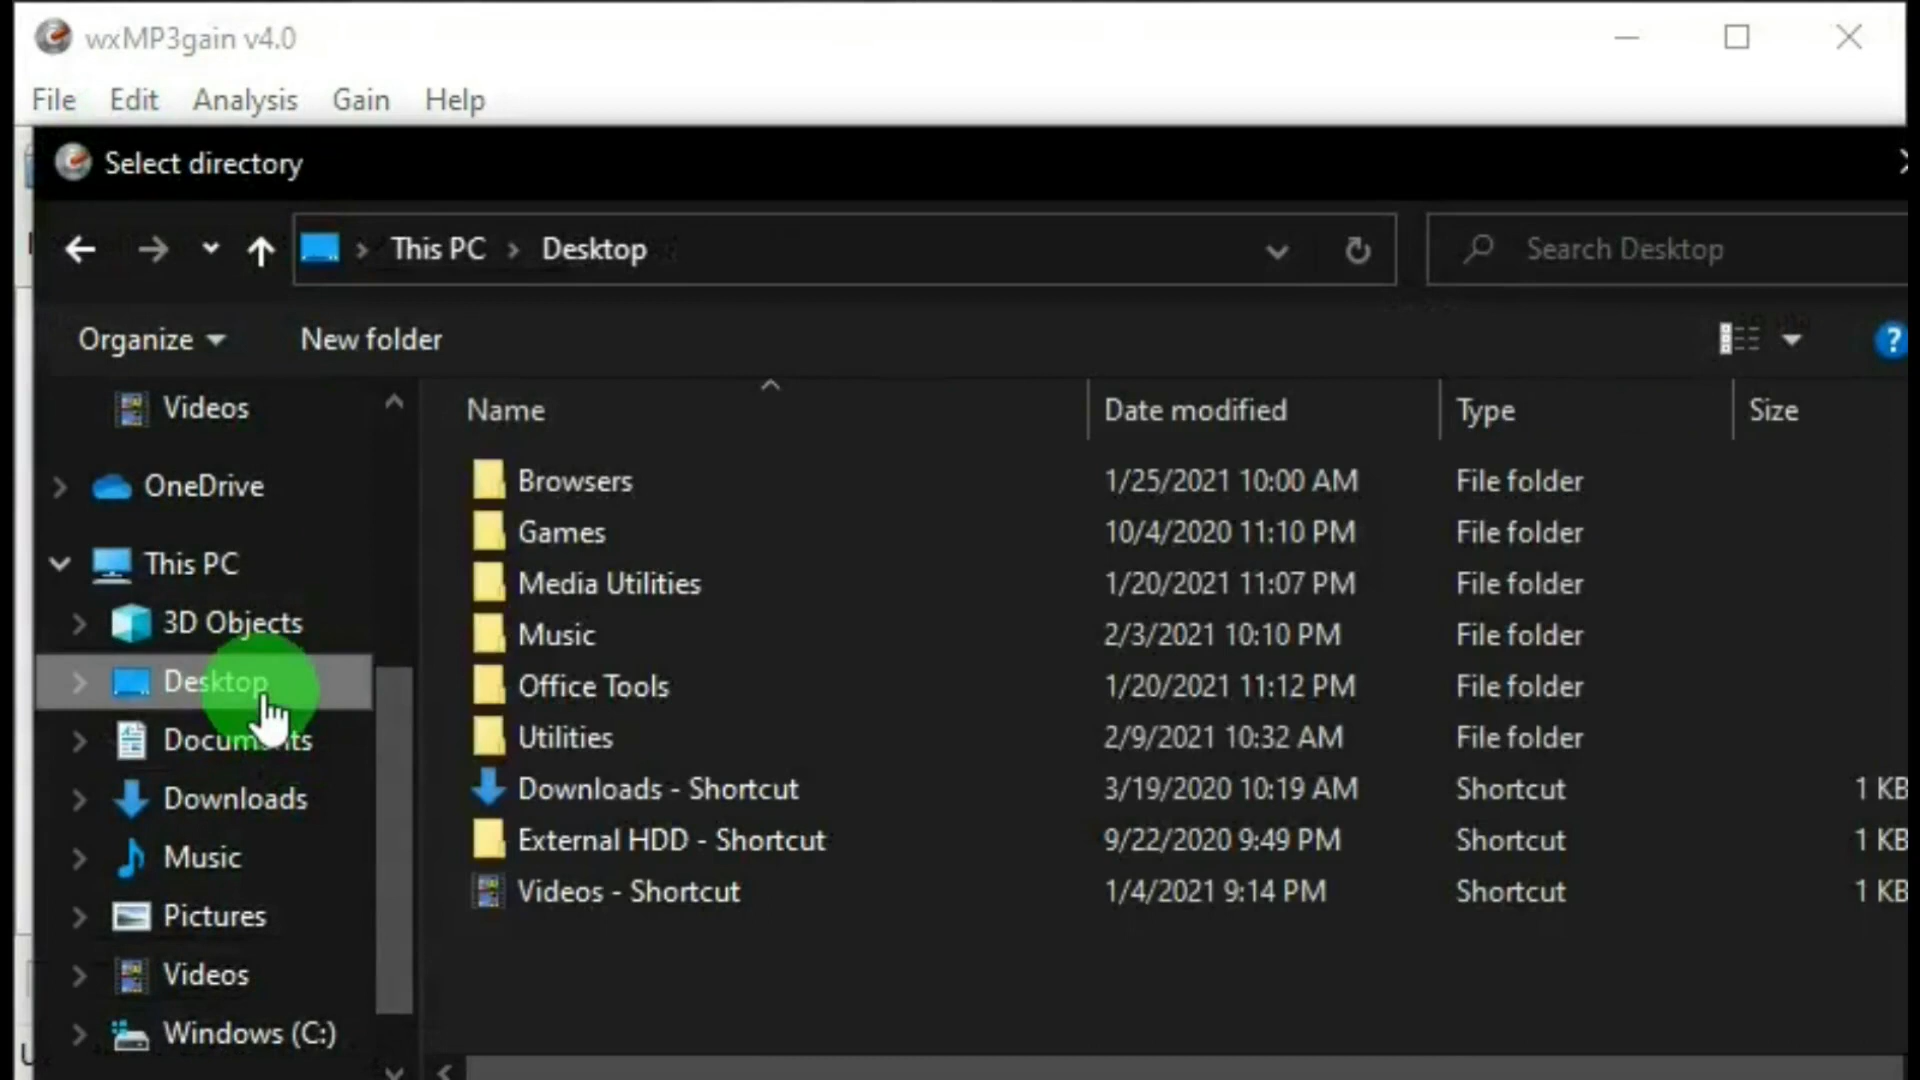 wxMP3gain v4.0
File Edit Analysis Gain Help
Select directory
This PC Desktop
Search Desktop
Organize New folder
?
Name Date modified Type Size
Videos
OneDrive
This PC
3D Objects
Desktop
Documents
Downloads
Music
Pictures
Videos
Windows (C:)
Browsers 1/25/2021 10:00 AM File folder
Games 10/4/2020 11:10 PM File folder
Media Utilities 1/20/2021 11:07 PM File folder
Music 2/3/2021 10:10 PM File folder
Office Tools 1/20/2021 11:12 PM File folder
Utilities 2/9/2021 10:32 AM File folder
Downloads - Shortcut 3/19/2020 10:19 AM Shortcut 1 KB
External HDD - Shortcut 9/22/2020 9:49 PM Shortcut 1 KB
Videos - Shortcut 1/4/2021 9:14 PM Shortcut 1 KB